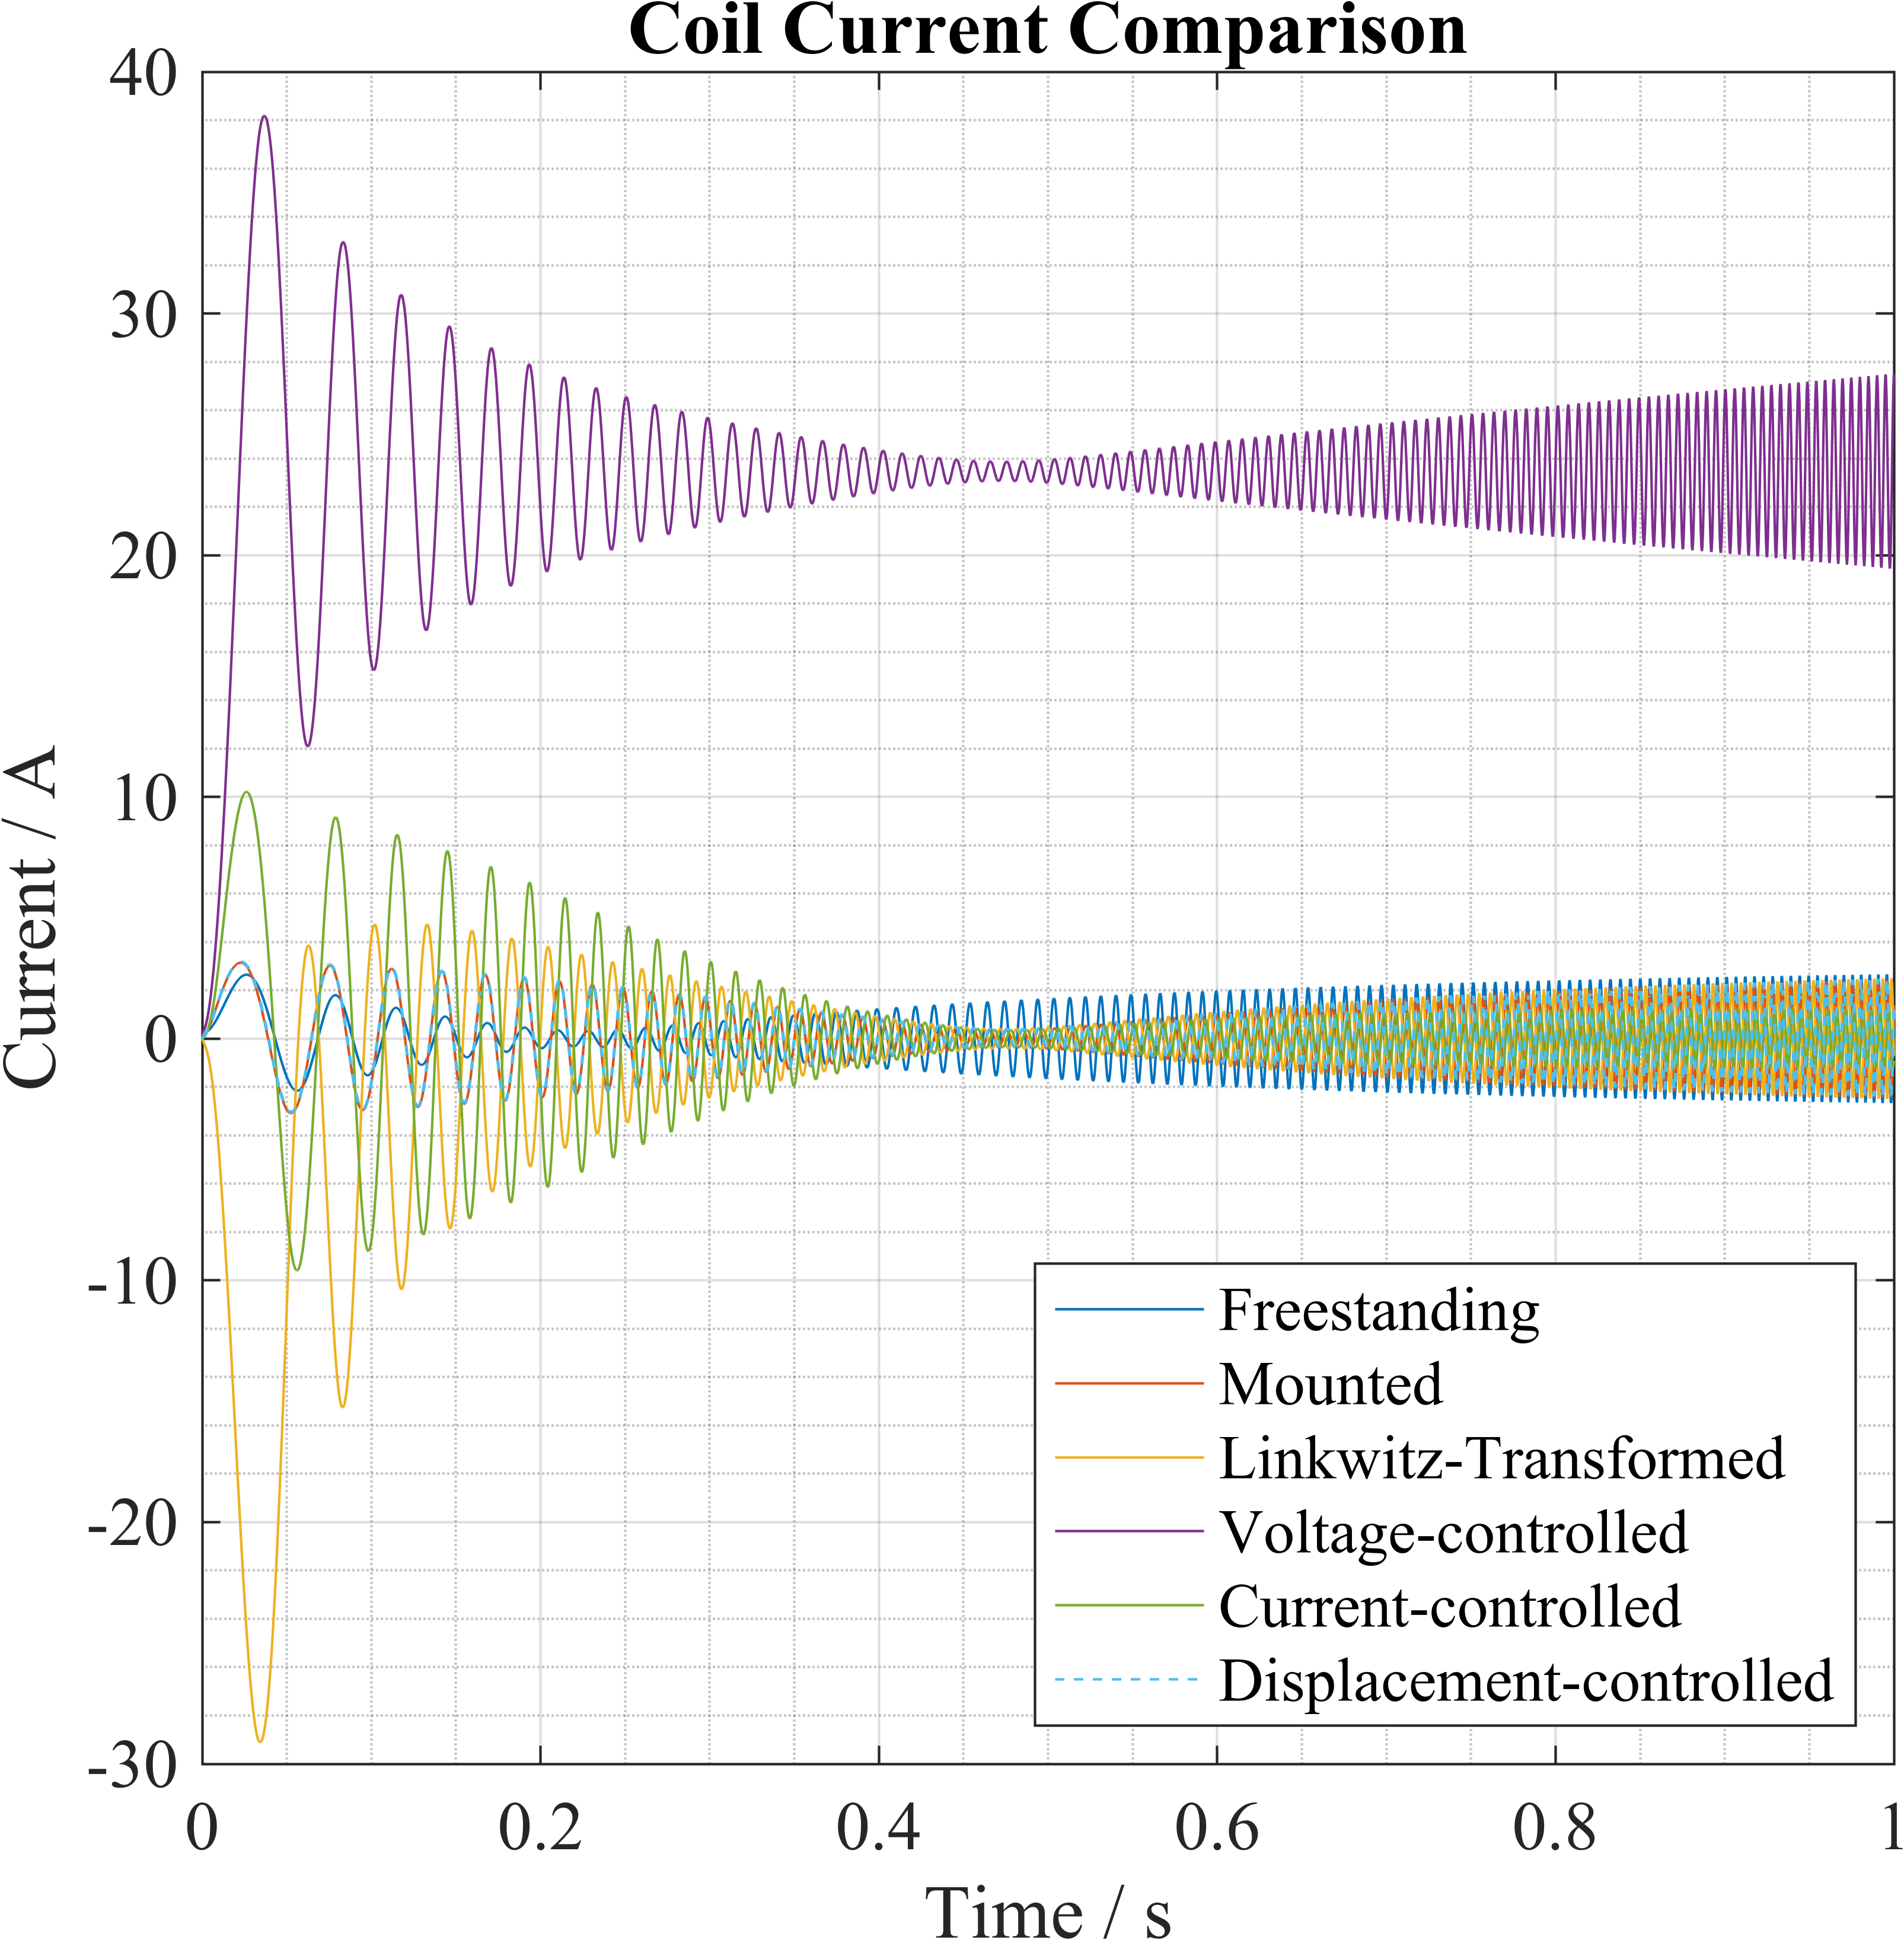 Coil Current Comparison
40
30
20
10
0
-10
-20
-30
Current / A
Freestanding
Mounted
Linkwitz-Transformed
Voltage-controlled
Current-controlled
Displacement-controlled
0 0.2 0.4 0.6 0.8 1
Time / s